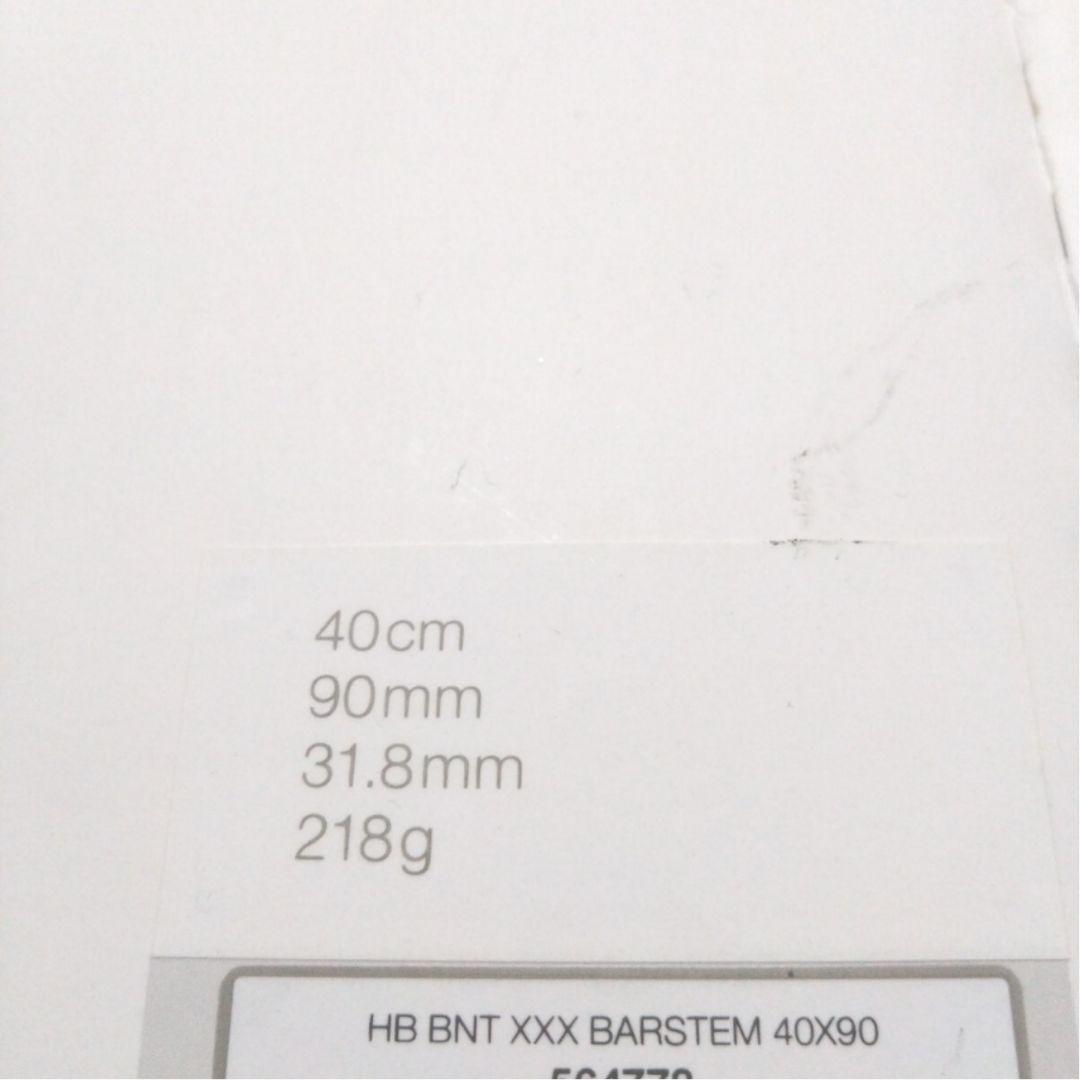 40cm
90mm
31.8mm
218g
HB BNT XXX BARSTEM 40X90